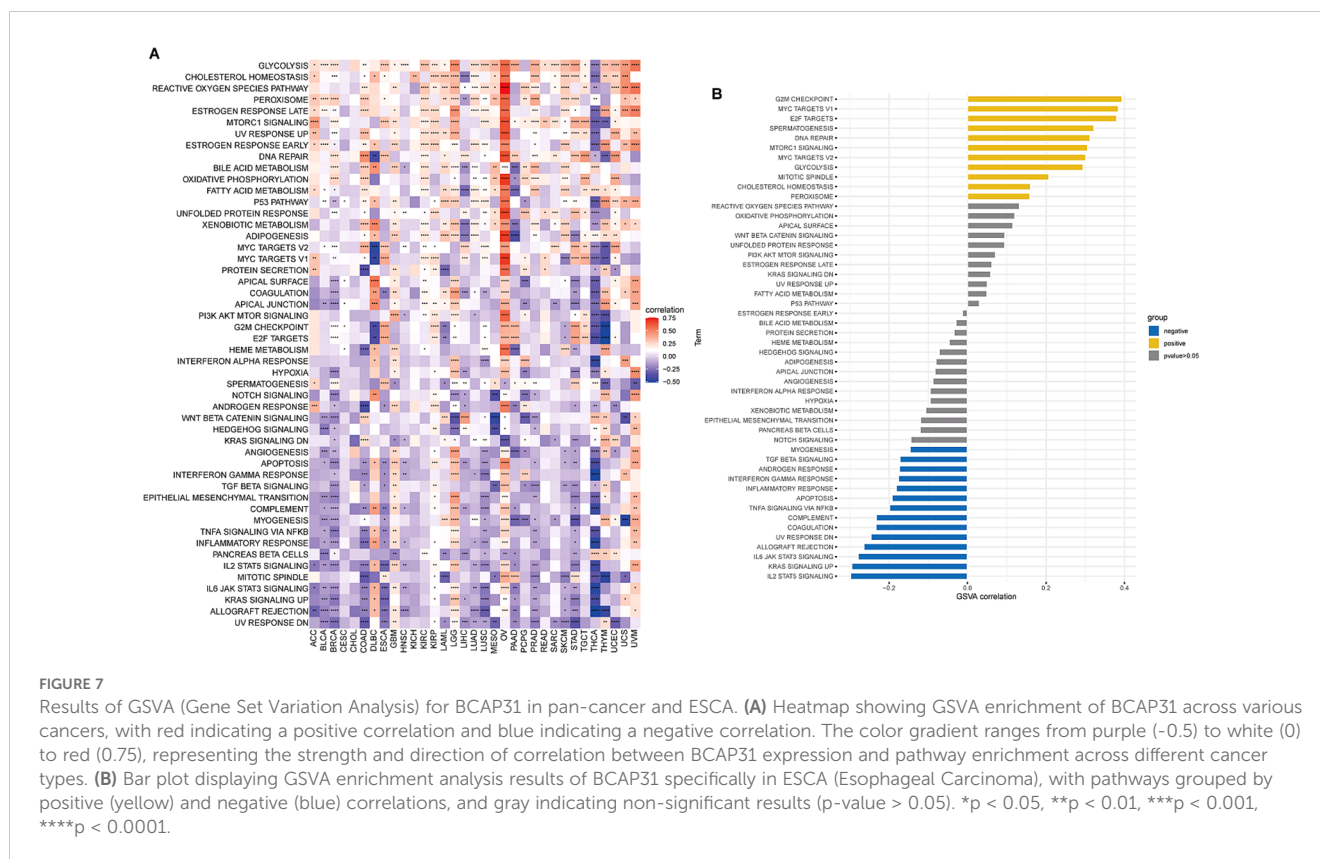 A
GLYCOLYSIS
CHOLESTEROL HOMEOSTASIS
REACTIVE OXYGEN SPECIES PATHWAY
PEROXISOME
ESTROGEN RESPONSE LATE
MTORC1 SIGNALING
UV RESPONSE UP
ESTROGEN RESPONSE EARLY
DNA REPAIR
BILE ACID METABOLISM
OXIDATIVE PHOSPHORYLATION
FATTY ACID METABOLISM
P53 PATHWAY
UNFOLDED PROTEIN RESPONSE
XENOBIOTIC METABOLISM
ADIPOGENESIS
MYC TARGETS V2
MYC TARGETS V1
PROTEIN SECRETION
APICAL SURFACE
COAGULATION
APICAL JUNCTION
PI3K AKT MTOR SIGNALING
G2M CHECKPOINT
E2F TARGETS
HEME METABOLISM
INTERFERON ALPHA RESPONSE
HYPOXIA
SPERMATOGENESIS
NOTCH SIGNALING
ANDROGEN RESPONSE
WNT BETA CATENIN SIGNALING
HEDGEHOG SIGNALING
KRAS SIGNALING DN
ANGIOGENESIS
APOPTOSIS
INTERFERON GAMMA RESPONSE
TGF BETA SIGNALING
EPITHELIAL MESENCHYMAL TRANSITION
COMPLEMENT
MYOGENESIS
TNFA SIGNALING VIA NFKB
INFLAMMATORY RESPONSE
PANCREAS BETA CELLS
IL2 STAT5 SIGNALING
MITOTIC SPINDLE
IL6 JAK STAT3 SIGNALING
KRAS SIGNALING UP
ALLOGRAFT REJECTION
UV RESPONSE DN
ACC BLCA BRCA CESC CHOL COAD DLBC ESCA GBM HNSC KICH KIRC KIRP LAML LGG LIHC LUAD LUSC MESO OV PAAD PCPG PRAD READ SARC SKCM STAD TGCT THCA THYM UCEC UCS UVM
correlation
0.75
0.50
0.25
0.00
−0.25
−0.50
B
Term
G2M CHECKPOINT
MYC TARGETS V1
E2F TARGETS
SPERMATOGENESIS
DNA REPAIR
MTORC1 SIGNALING
MYC TARGETS V2
GLYCOLYSIS
MITOTIC SPINDLE
CHOLESTEROL HOMEOSTASIS
PEROXISOME
REACTIVE OXYGEN SPECIES PATHWAY
OXIDATIVE PHOSPHORYLATION
APICAL SURFACE
WNT BETA CATENIN SIGNALING
UNFOLDED PROTEIN RESPONSE
PI3K AKT MTOR SIGNALING
ESTROGEN RESPONSE LATE
KRAS SIGNALING DN
UV RESPONSE UP
FATTY ACID METABOLISM
P53 PATHWAY
ESTROGEN RESPONSE EARLY
BILE ACID METABOLISM
PROTEIN SECRETION
HEME METABOLISM
HEDGEHOG SIGNALING
ADIPOGENESIS
APICAL JUNCTION
ANGIOGENESIS
INTERFERON ALPHA RESPONSE
HYPOXIA
XENOBIOTIC METABOLISM
EPITHELIAL MESENCHYMAL TRANSITION
PANCREAS BETA CELLS
NOTCH SIGNALING
MYOGENESIS
TGF BETA SIGNALING
ANDROGEN RESPONSE
INTERFERON GAMMA RESPONSE
INFLAMMATORY RESPONSE
APOPTOSIS
TNFA SIGNALING VIA NFKB
COMPLEMENT
COAGULATION
UV RESPONSE DN
ALLOGRAFT REJECTION
IL6 JAK STAT3 SIGNALING
KRAS SIGNALING UP
IL2 STAT5 SIGNALING
−0.2 0.0 0.2 0.4
GSVA correlation
group
negative
positive
pvalue>0.05
FIGURE 7
Results of GSVA (Gene Set Variation Analysis) for BCAP31 in pan-cancer and ESCA. (A) Heatmap showing GSVA enrichment of BCAP31 across various
cancers, with red indicating a positive correlation and blue indicating a negative correlation. The color gradient ranges from purple (-0.5) to white (0)
to red (0.75), representing the strength and direction of correlation between BCAP31 expression and pathway enrichment across different cancer
types. (B) Bar plot displaying GSVA enrichment analysis results of BCAP31 specifically in ESCA (Esophageal Carcinoma), with pathways grouped by
positive (yellow) and negative (blue) correlations, and gray indicating non-significant results (p-value > 0.05). *p < 0.05, **p < 0.01, ***p < 0.001,
****p < 0.0001.